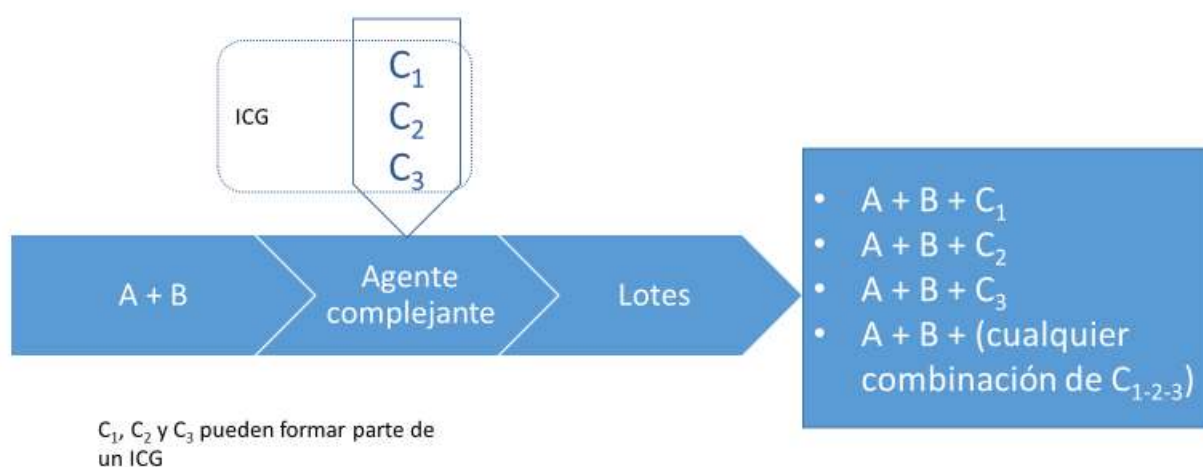 C₁
C₂
C₃
ICG
A + B
Agente
complejante
Lotes
• A + B + C₁
• A + B + C₂
• A + B + C₃
• A + B + (cualquier
combinación de C₁₋₂₋₃)
C₁, C₂ y C₃ pueden formar parte de
un ICG